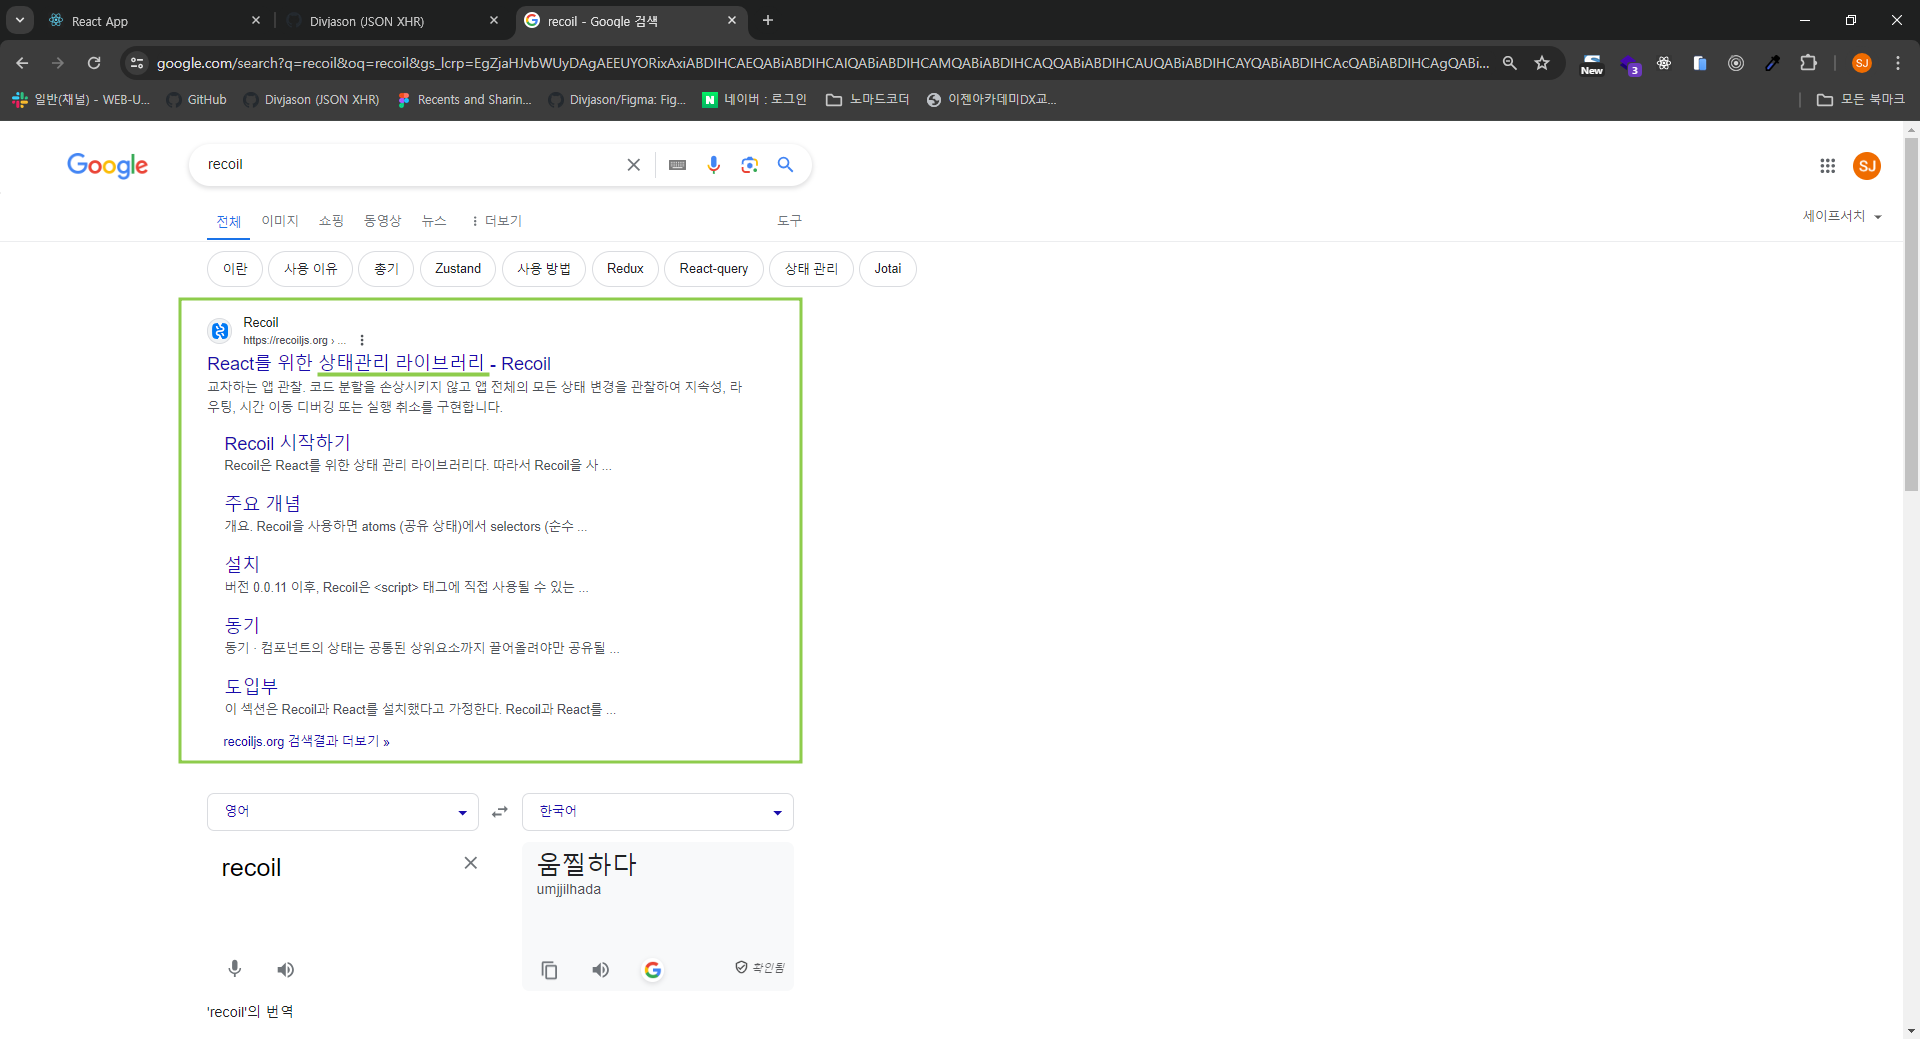 React App
Divjason (JSON XHR)
recoil - Google 검색
google.com/search?q=recoil&oq=recoil&gs_lcrp=EgZjaHJvbWUyDAgAEEUYORixAxiABDIHCAEQABiABDIHCAIQABiABDIHCAMQABiABDIHCAQQABiABDIHCAUQABiABDIHCAYQABiABDIHCAcQABiABDIHCAgQABi...
New
3
SJ
일반(채널) - WEB-U...
GitHub
Divjason (JSON XHR)
Recents and Sharin...
Divjason/Figma: Fig...
N 네이버 : 로그인
노마드코더
이젠아카데미DX교...
모든 북마크
Google
recoil
SJ
전체 이미지 쇼핑 동영상 뉴스 더보기 도구
세이프서치
이란 사용 이유 총기 Zustand 사용 방법 Redux React-query 상태 관리 Jotai
Recoil
https://recoiljs.org › ...
React를 위한 상태관리 라이브러리 - Recoil
교차하는 앱 관찰. 코드 분할을 손상시키지 않고 앱 전체의 모든 상태 변경을 관찰하여 지속성, 라
우팅, 시간 이동 디버깅 또는 실행 취소를 구현합니다.
Recoil 시작하기
Recoil은 React를 위한 상태 관리 라이브러리다. 따라서 Recoil을 사 ...
주요 개념
개요. Recoil을 사용하면 atoms (공유 상태)에서 selectors (순수 ...
설치
버전 0.0.11 이후, Recoil은 <script> 태그에 직접 사용될 수 있는 ...
동기
동기 · 컴포넌트의 상태는 공통된 상위요소까지 끌어올려야만 공유될 ...
도입부
이 섹션은 Recoil과 React를 설치했다고 가정한다. Recoil과 React를 ...
recoiljs.org 검색결과 더보기 »
영어
한국어
recoil
움찔하다
umjjilhada
확인됨
'recoil'의 번역